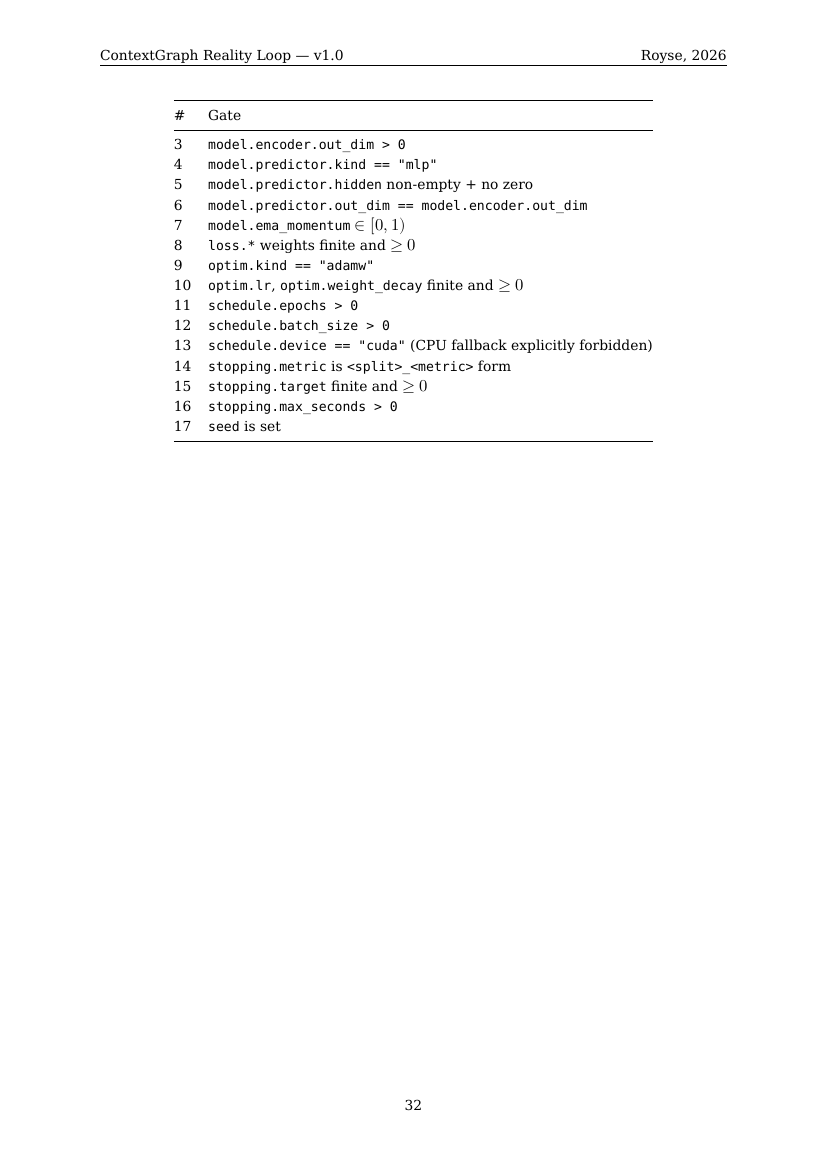 ContextGraph Reality Loop — v1.0 Royse, 2026
# Gate
3 model.encoder.out_dim > 0
4 model.predictor.kind == "mlp"
5 model.predictor.hidden non-empty + no zero
6 model.predictor.out_dim == model.encoder.out_dim
7 model.ema_momentum ∈ [0, 1)
8 loss.* weights finite and ≥ 0
9 optim.kind == "adamw"
10 optim.lr, optim.weight_decay finite and ≥ 0
11 schedule.epochs > 0
12 schedule.batch_size > 0
13 schedule.device == "cuda" (CPU fallback explicitly forbidden)
14 stopping.metric is <split>_<metric> form
15 stopping.target finite and ≥ 0
16 stopping.max_seconds > 0
17 seed is set
32